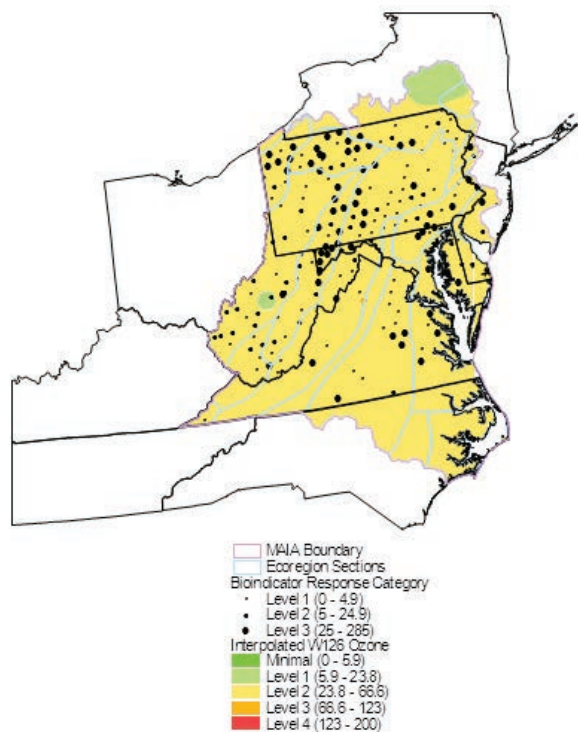 MAIA Boundary
Ecoregion Sections
Bioindicator Response Category
Level 1 (0 - 4.9)
Level 2 (5 - 24.9)
Level 3 (25 - 285)
Interpolated W126 Ozone
Minimal (0 - 5.9)
Level 1 (5.9 - 23.8)
Level 2 (23.8 - 66.6)
Level 3 (66.6 - 123)
Level 4 (123 - 200)